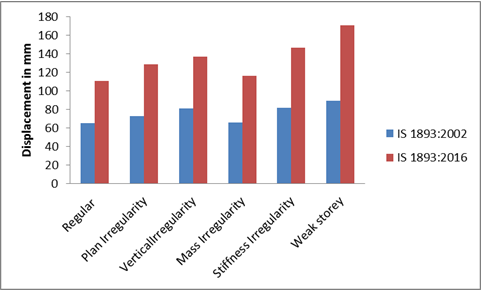 Displacement in mm
180
160
140
120
100
80
60
40
20
0
Regular
Plan Irregularity
VerticalIrregularity
Mass Irregularity
Stiffness Irregularity
Weak storey
IS 1893:2002
IS 1893:2016